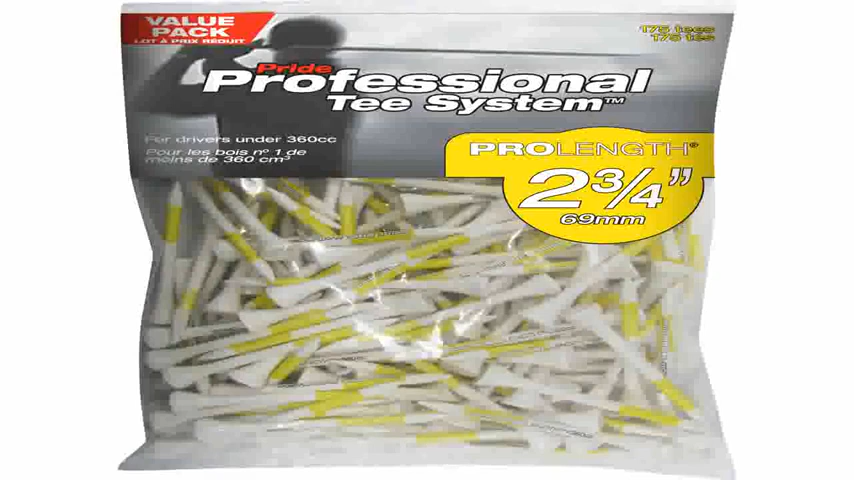 VALUE
PACK
LOT À PRIX RÉDUIT
175 tees
175 tés
Pride
Professional
Tee System™
For drivers under 360cc
Pour les bois nº 1 de
moins de 360 cm³
PROLENGTH®
2¾"
69mm